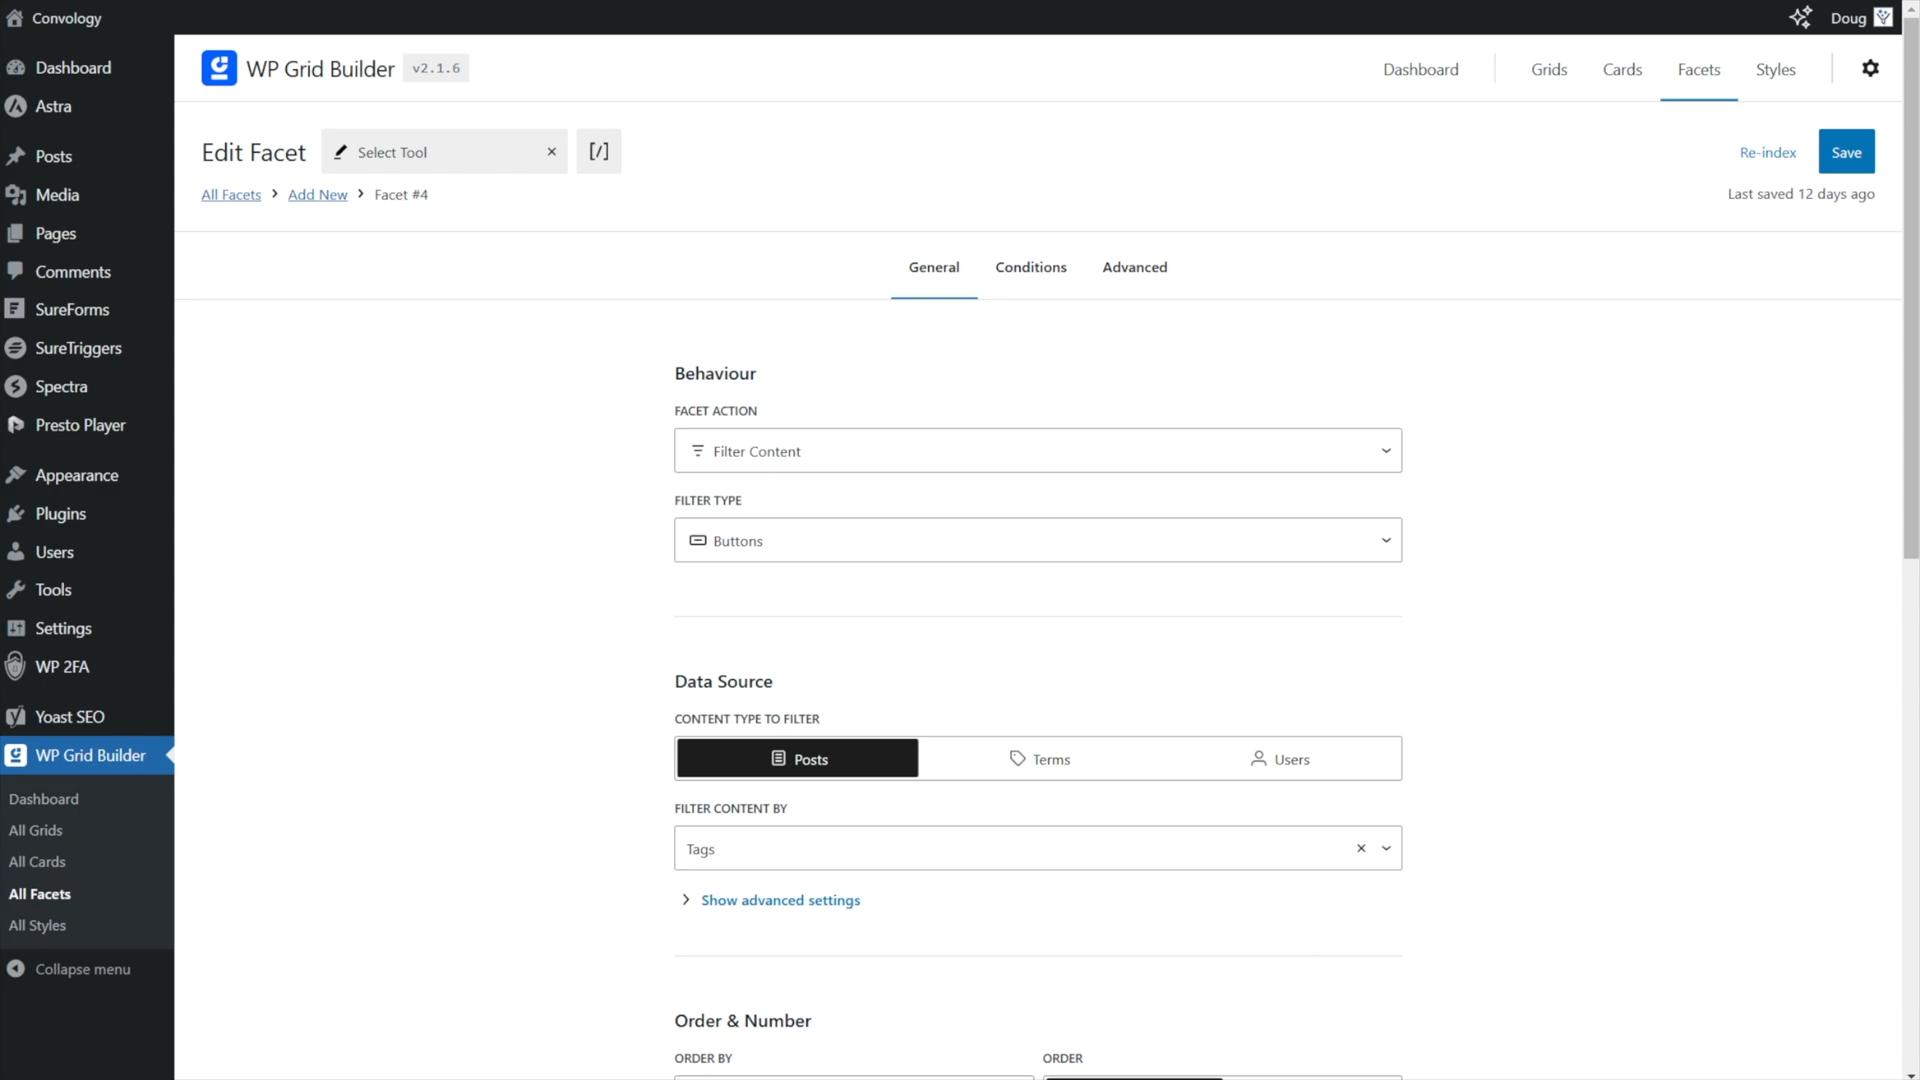 Convology
Doug
Dashboard
Astra
Posts
Media
Pages
Comments
SureForms
SureTriggers
Spectra
Presto Player
Appearance
Plugins
Users
Tools
Settings
WP 2FA
Yoast SEO
WP Grid Builder
Dashboard
All Grids
All Cards
All Facets
All Styles
Collapse menu
WP Grid Builder v2.1.6
Dashboard Grids Cards Facets Styles
Edit Facet Select Tool × [/]
Re-index Save
All Facets > Add New > Facet #4
Last saved 12 days ago
General Conditions Advanced
Behaviour
FACET ACTION
Filter Content
FILTER TYPE
Buttons
Data Source
CONTENT TYPE TO FILTER
Posts Terms Users
FILTER CONTENT BY
Tags
Show advanced settings
Order & Number
ORDER BY ORDER